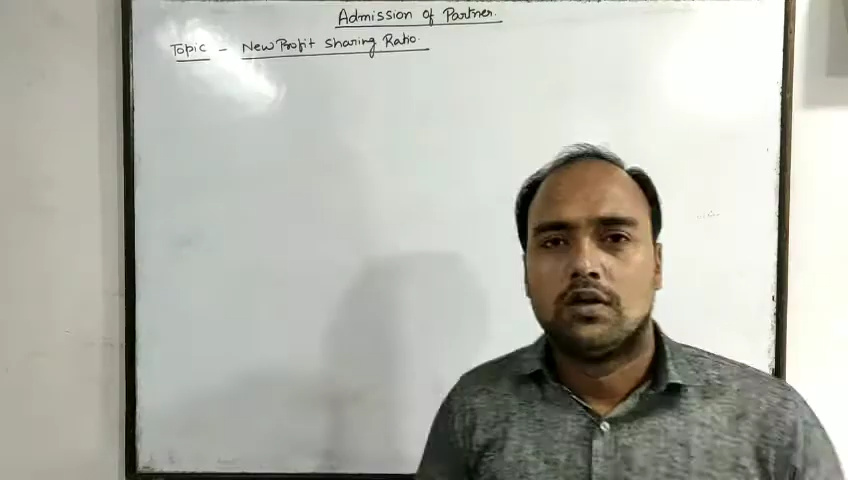 Admission of Partner.
Topic - New Profit Sharing Ratio.